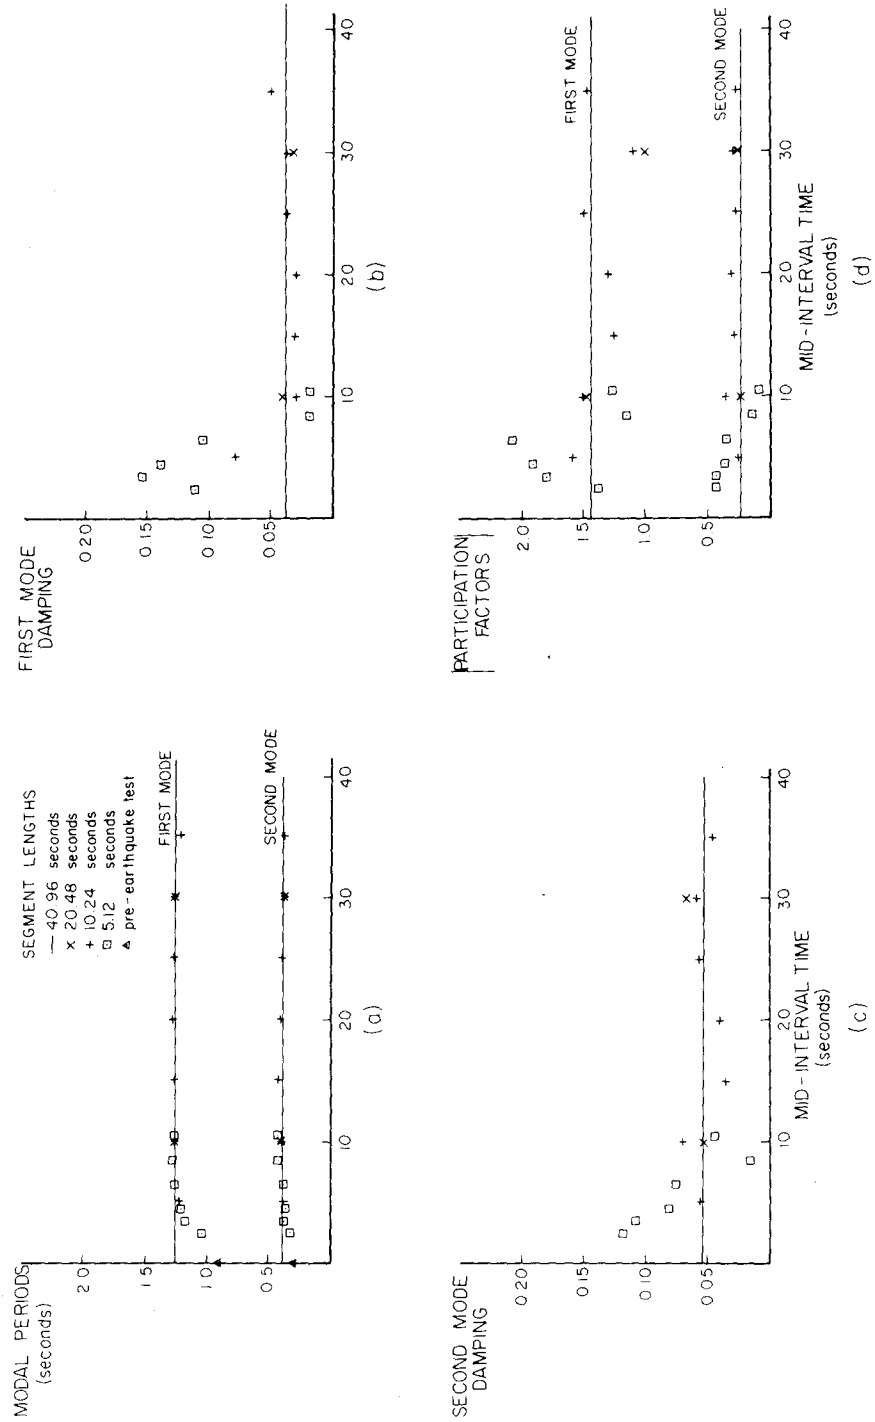 MODAL PERIODS
(seconds)
1.5
1.0
0.5
SEGMENT LENGTHS
— 40.96 seconds
× 20.48 seconds
+ 10.24 seconds
□ 5.12 seconds
▲ pre-earthquake test
FIRST MODE
SECOND MODE
10
20
30
40
(a)
FIRST MODE
DAMPING
0.20
0.15
0.10
0.05
10
20
30
40
(b)
SECOND MODE
DAMPING
0.20
0.15
0.10
0.05
10
20
30
40
MID-INTERVAL TIME
(seconds)
(c)
|PARTICIPATION
FACTORS|
2.0
1.5
1.0
0.5
FIRST MODE
SECOND MODE
10
20
30
40
MID-INTERVAL TIME
(seconds)
(d)